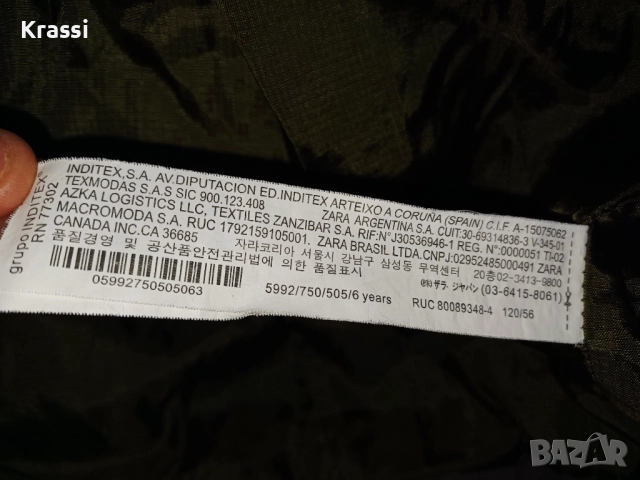 Krassi
grupo INDITEX
RN 77302
INDITEX,S.A. AV.DIPUTACION ED.INDITEX ARTEIXO A CORUÑA (SPAIN) C.I.F A-15075062
TEXMODAS S.A.S SIC 900.123.408 ZARA ARGENTINA S.A. CUIT:30-69314836-3 V-345-01
AZKA LOGISTICS LLC, TEXTILES ZANZIBAR S.A. RIF:N°J30536946-1 REG. N°:0000051 TI-02
MACROMODA S.A. RUC 1792159105001. ZARA BRASIL LTDA.CNPJ:02952485000491 ZARA
CANADA INC.CA 36685 자라코리아 서울시 강남구 삼성동 무역센터 20층02-3413-9800
품질경영 및 공산품안전관리법에 의한 품질표시 ㈱ザラ・ジャパン (03-6415-8061)
05992750505063 5992/750/505/6 years RUC 80089348-4 120/56
BAZAR